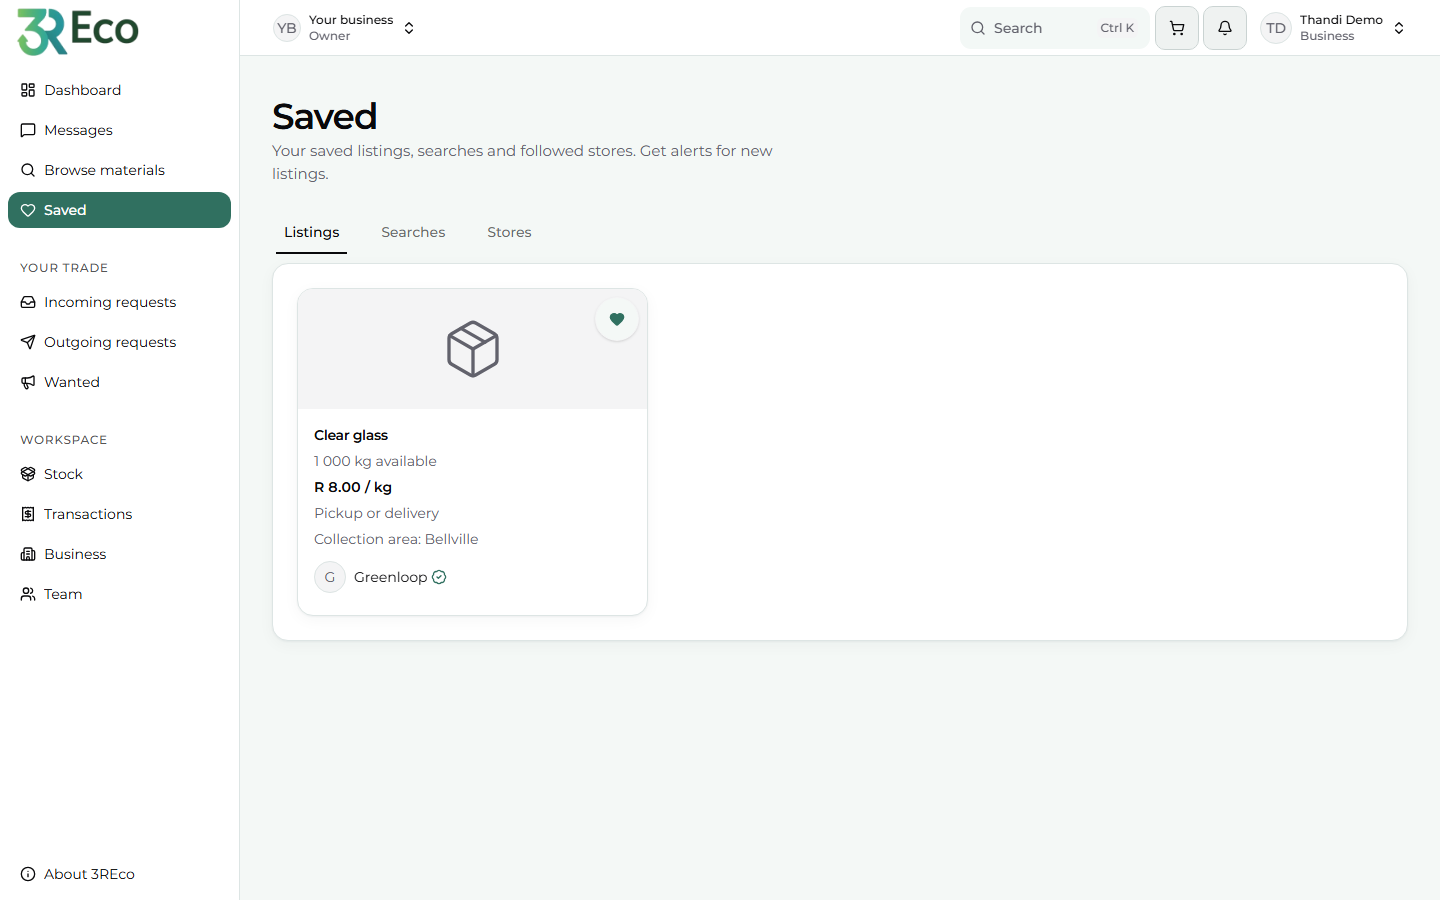 3R Eco
Dashboard
Messages
Browse materials
Saved
YOUR TRADE
Incoming requests
Outgoing requests
Wanted
WORKSPACE
Stock
Transactions
Business
Team
About 3REco
YB
Your business
Owner
Search
Ctrl K
TD
Thandi Demo
Business
Saved
Your saved listings, searches and followed stores. Get alerts for new
listings.
Listings
Searches
Stores
Clear glass
1 000 kg available
R 8.00 / kg
Pickup or delivery
Collection area: Bellville
G
Greenloop